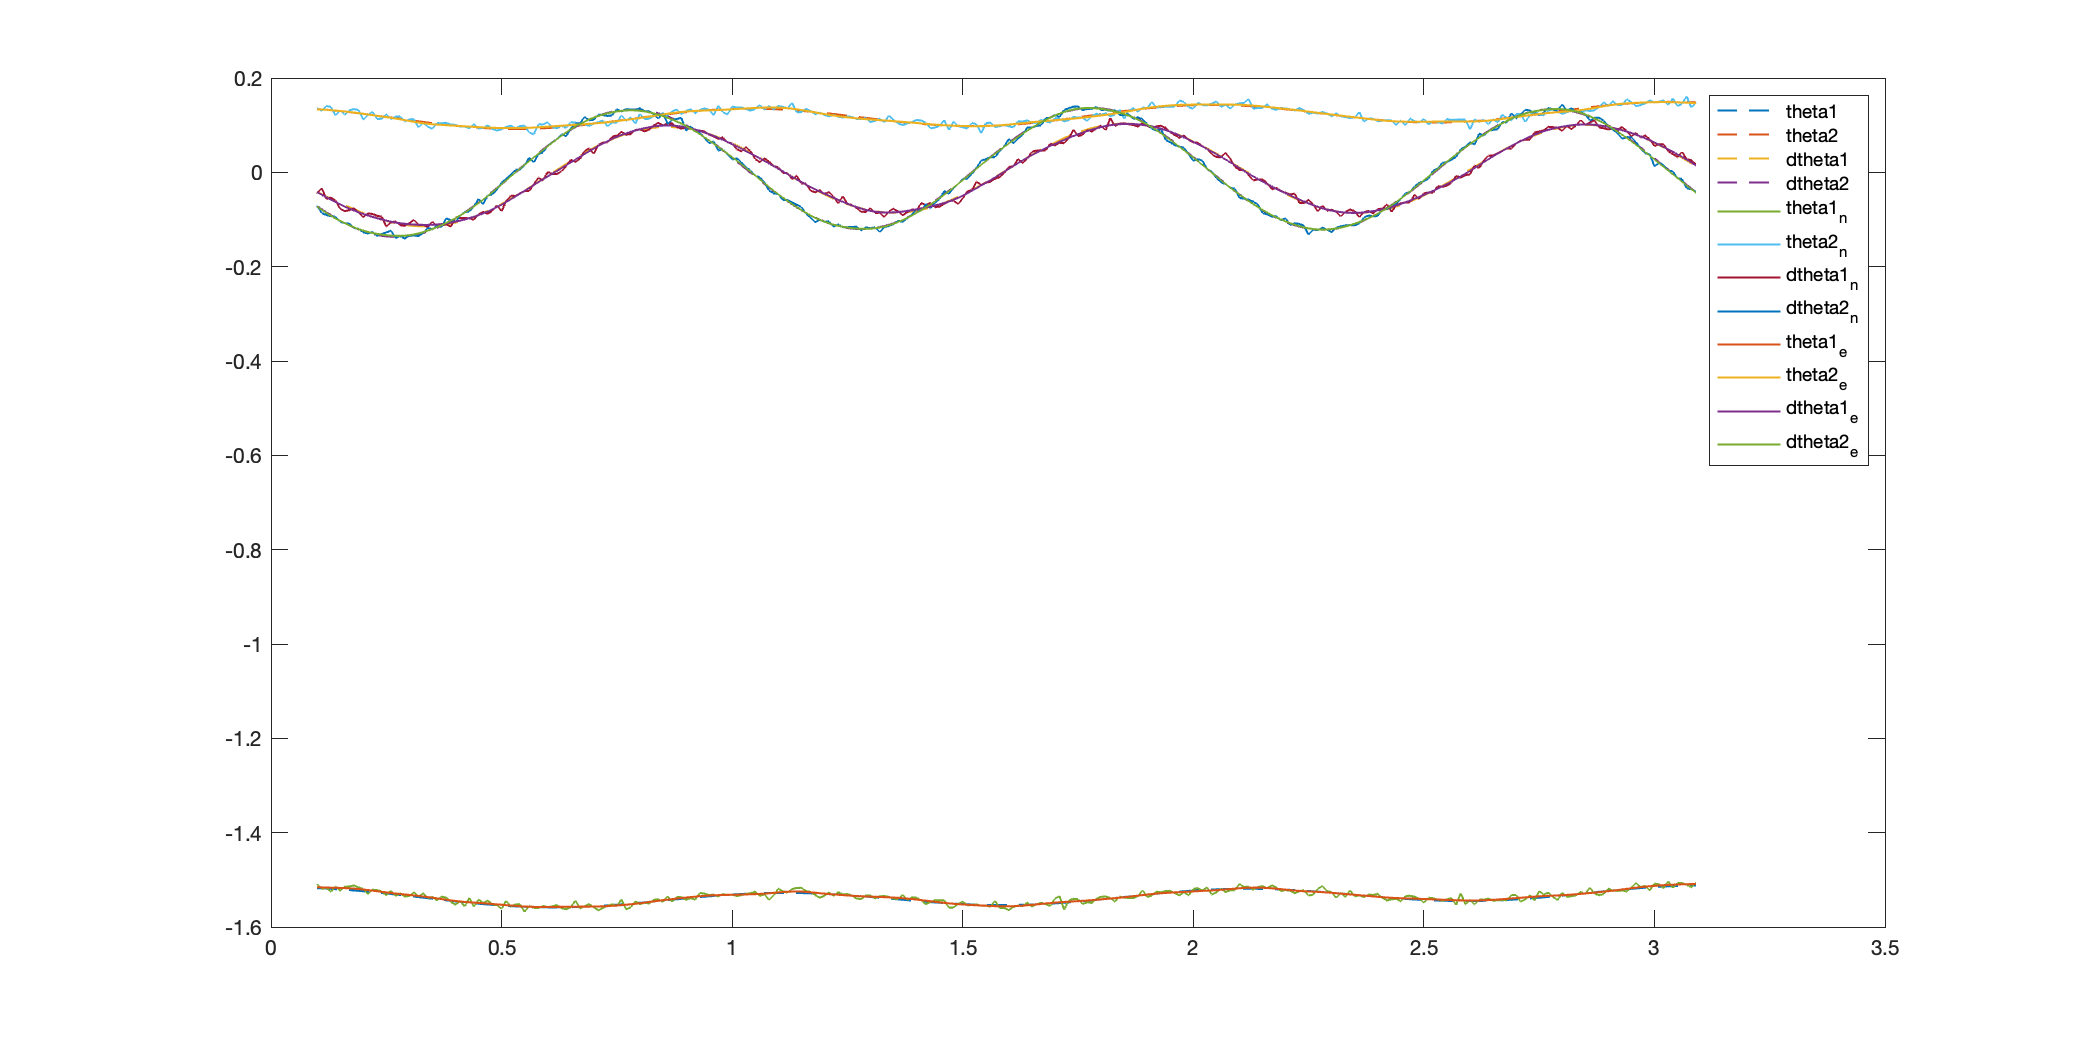 0.2
0
-0.2
-0.4
-0.6
-0.8
-1
-1.2
-1.4
-1.6
0 0.5 1 1.5 2 2.5 3 3.5
theta1
theta2
dtheta1
dtheta2
theta1n
theta2n
dtheta1n
dtheta2n
theta1e
theta2e
dtheta1e
dtheta2e